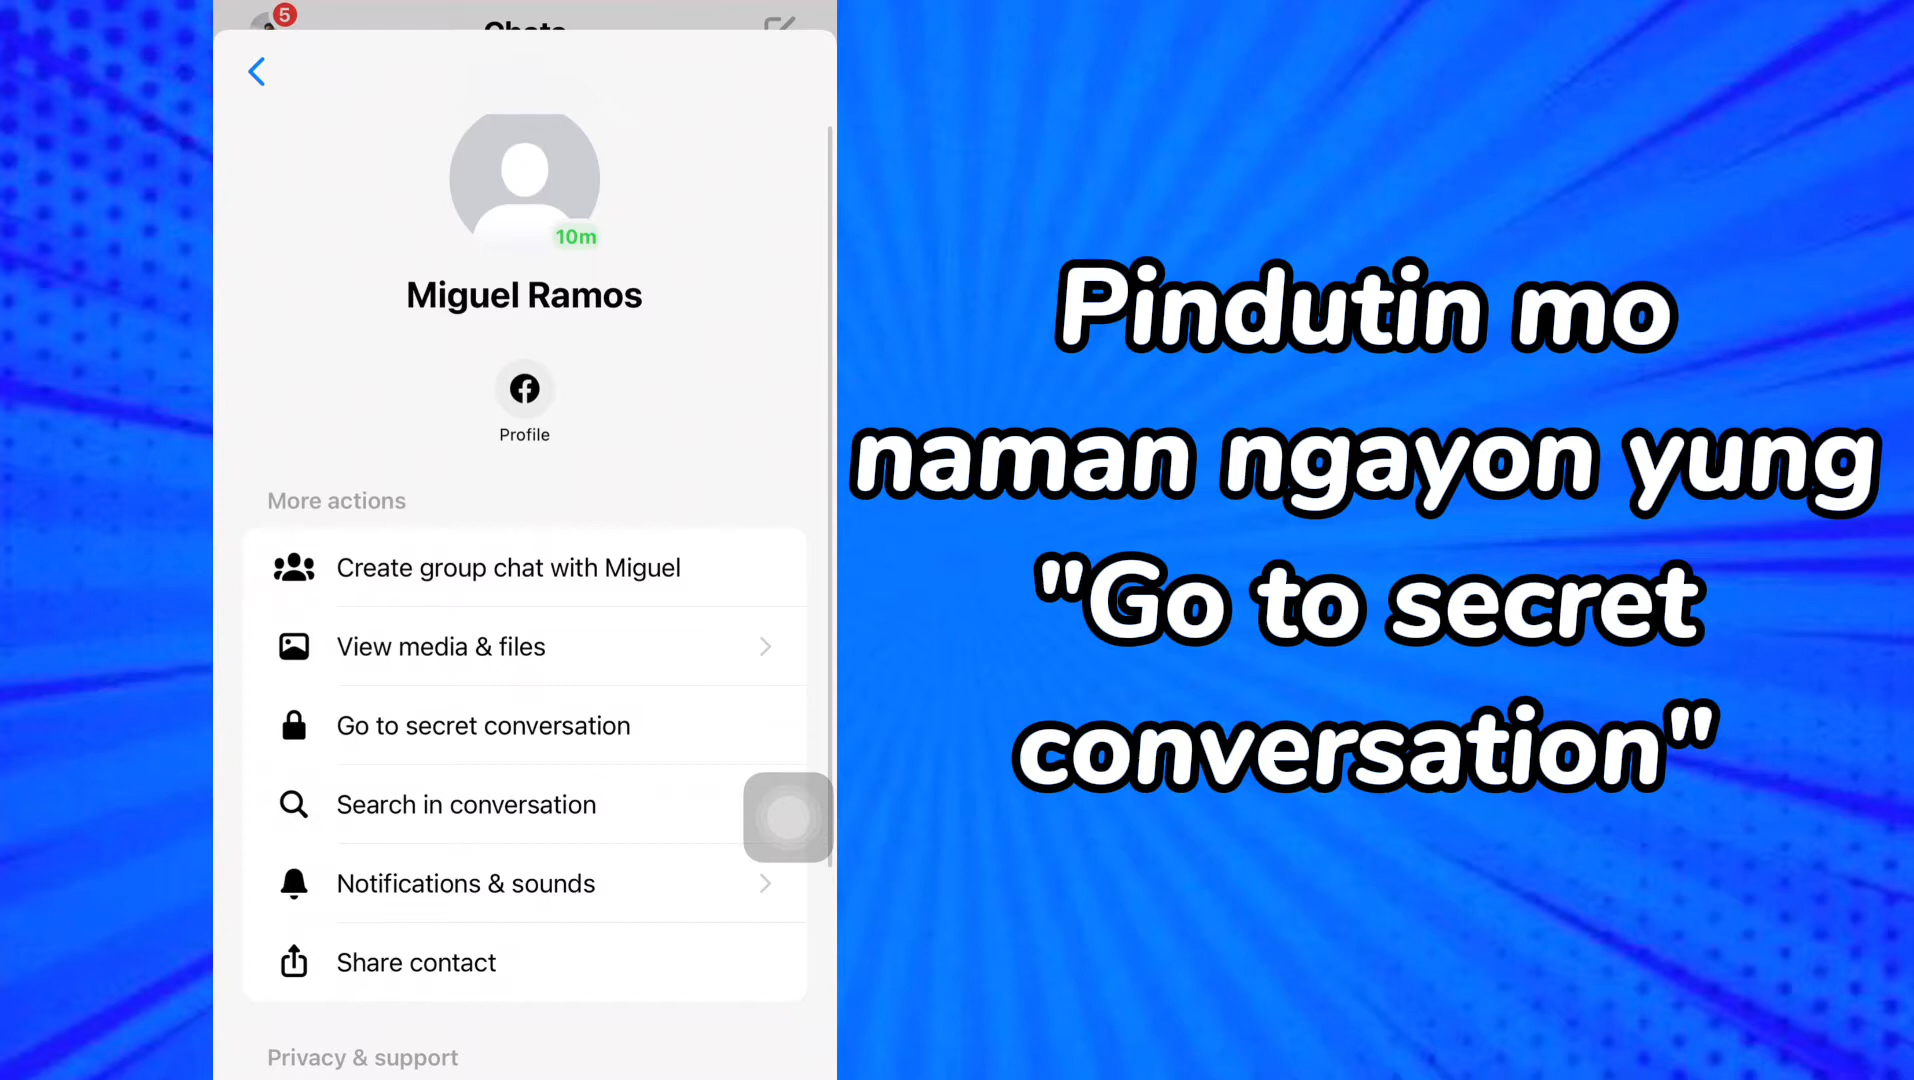 5
Chats
10m
Miguel Ramos
Profile
More actions
Create group chat with Miguel
View media & files
Go to secret conversation
Search in conversation
Notifications & sounds
Share contact
Privacy & support
Pindutin mo
naman ngayon yung
"Go to secret
conversation"